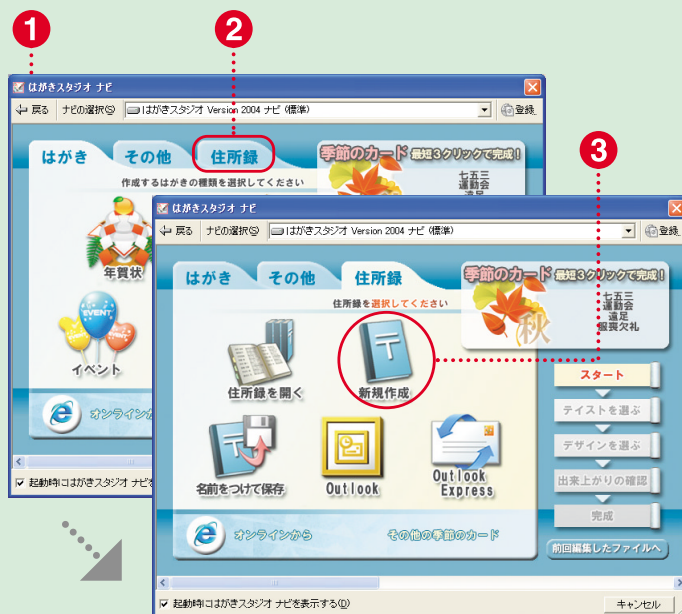 1
2
はがきスタジオ ナビ
戻る ナビの選択(S) はがきスタジオ Version 2004 ナビ (標準) 登録
はがき その他 住所録
季節のカード 最短3クリックで完成!
作成するはがきの種類を選択してください
七五三
運動会
遠足
年賀状
EVENT
イベント
オンラインか
起動時にはがきスタジオ ナビを
3
はがきスタジオ ナビ
戻る ナビの選択(S) はがきスタジオ Version 2004 ナビ (標準) 登録
はがき その他 住所録
季節のカード 最短3クリックで完成!
住所録を選択してください
七五三
運動会
遠足
服喪欠礼
秋
住所録を開く 新規作成
スタート
テイストを選ぶ
デザインを選ぶ
出来上がりの確認
完成
名前をつけて保存 Outlook Outlook Express
オンラインから その他の季節のカード
前回編集したファイルへ
起動時にはがきスタジオ ナビを表示する(D)
キャンセル